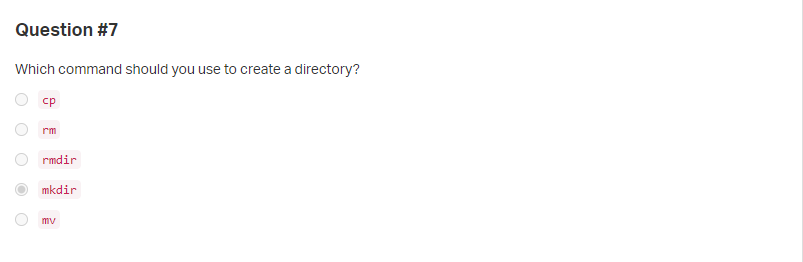 Question #7
Which command should you use to create a directory?
cp
rm
rmdir
mkdir
mv